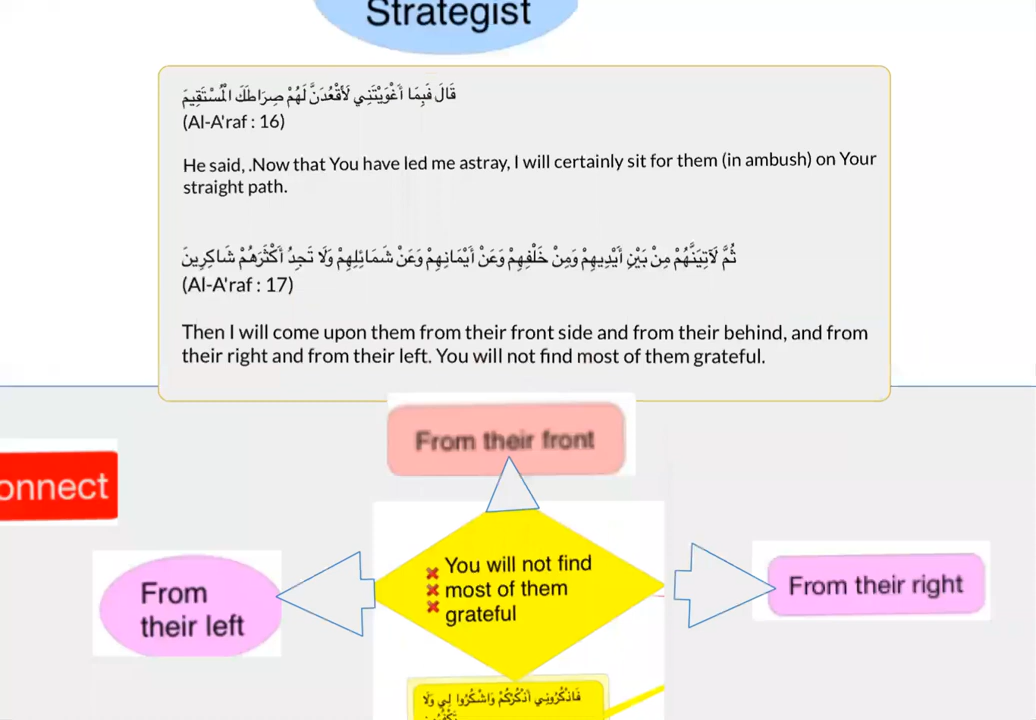 Strategist
قَالَ فَبِمَا أَغْوَيْتَنِي لَأَقْعُدَنَّ لَهُمْ صِرَاطَكَ الْمُسْتَقِيمَ
(Al-A'raf : 16)
He said, .Now that You have led me astray, I will certainly sit for them (in ambush) on Your
straight path.
ثُمَّ لَآتِيَنَّهُمْ مِنْ بَيْنِ أَيْدِيهِمْ وَمِنْ خَلْفِهِمْ وَعَنْ أَيْمَانِهِمْ وَعَنْ شَمَائِلِهِمْ وَلَا تَجِدُ أَكْثَرَهُمْ شَاكِرِينَ
(Al-A'raf : 17)
Then I will come upon them from their front side and from their behind, and from
their right and from their left. You will not find most of them grateful.
From their front
onnect
From
their left
You will not find
most of them
grateful
From their right
فَاذْكُرُونِي أَذْكُرْكُمْ وَاشْكُرُوا لِي وَلَا